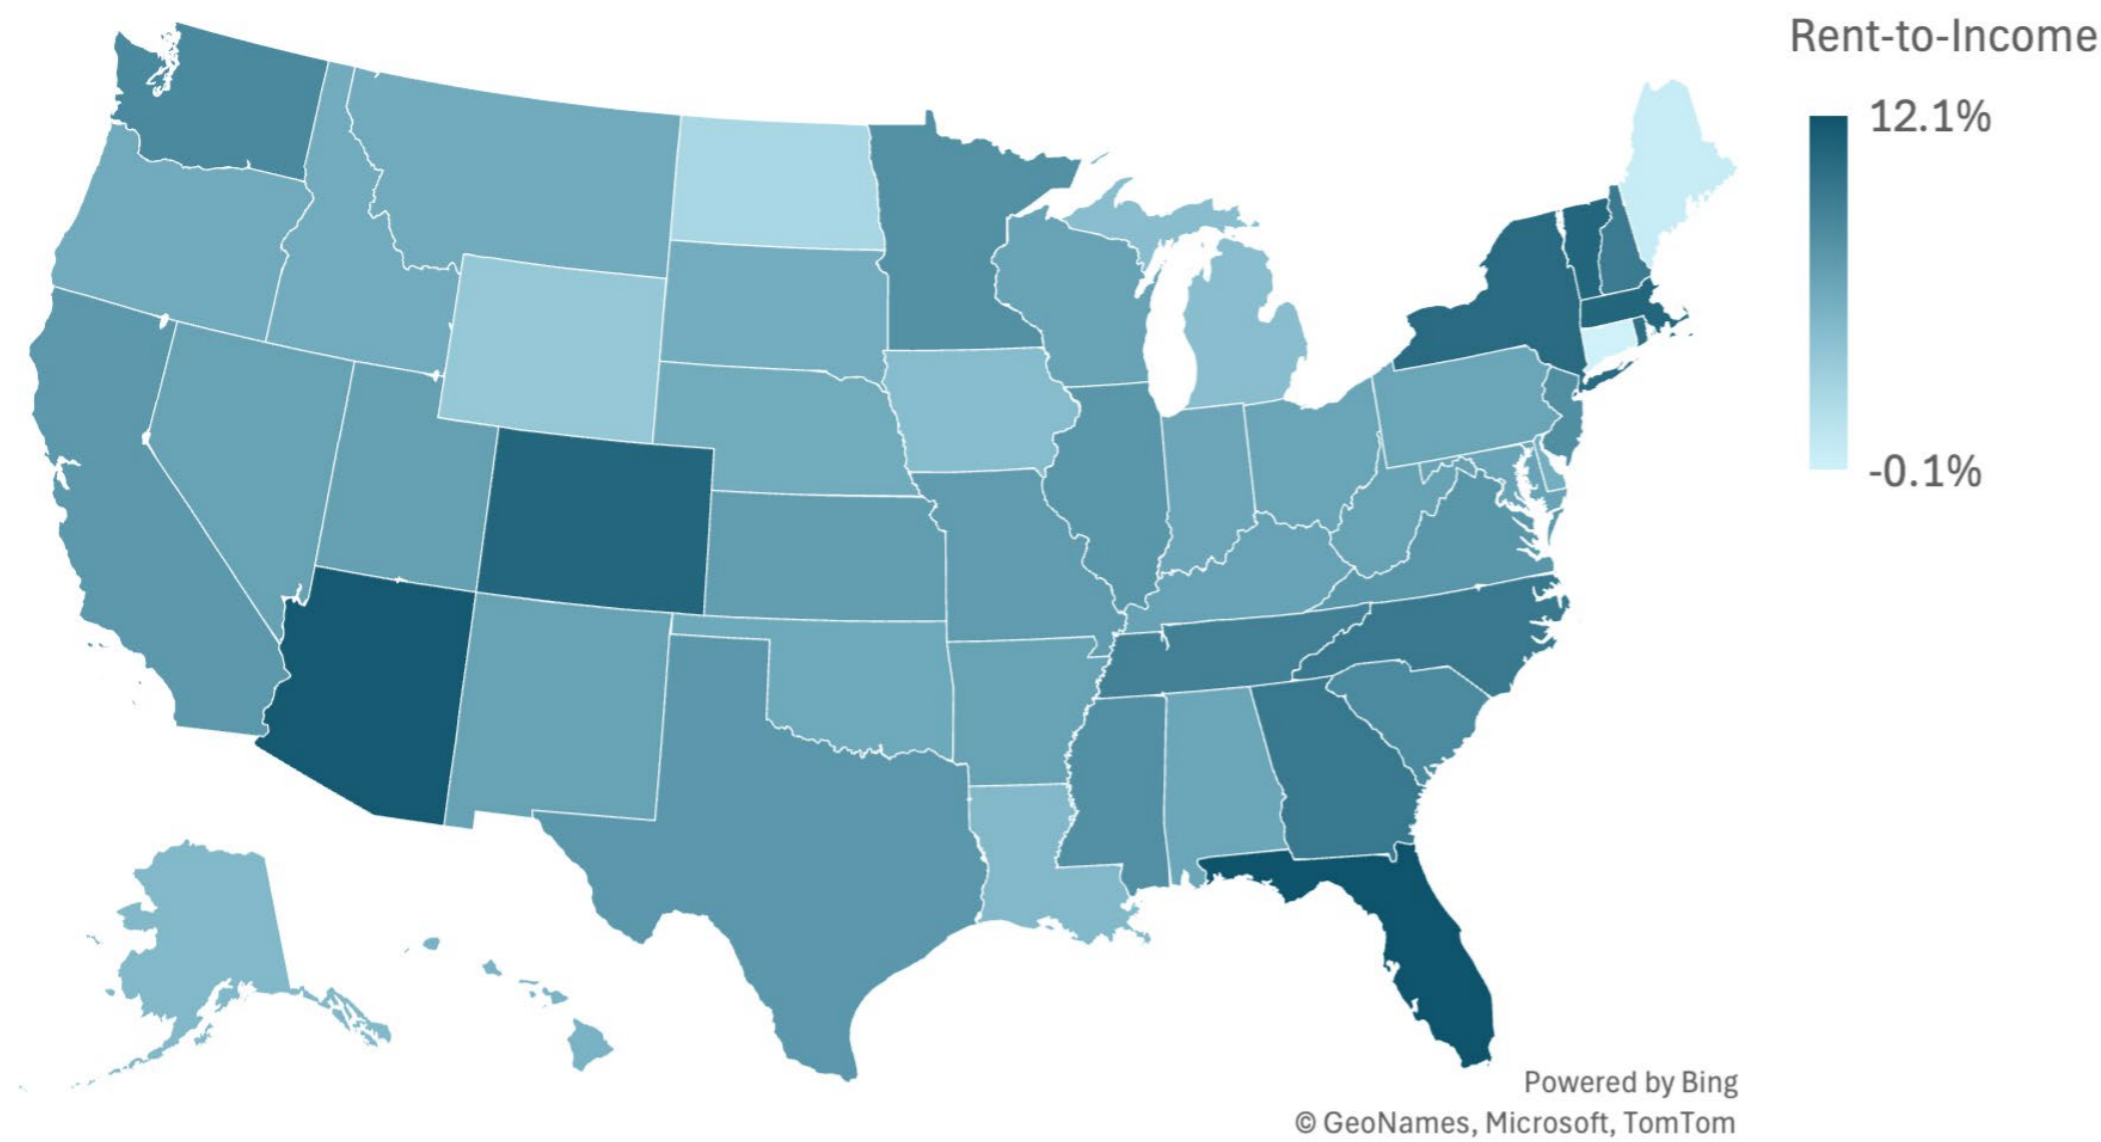 Rent-to-Income
12.1%
-0.1%
Powered by Bing
© GeoNames, Microsoft, TomTom